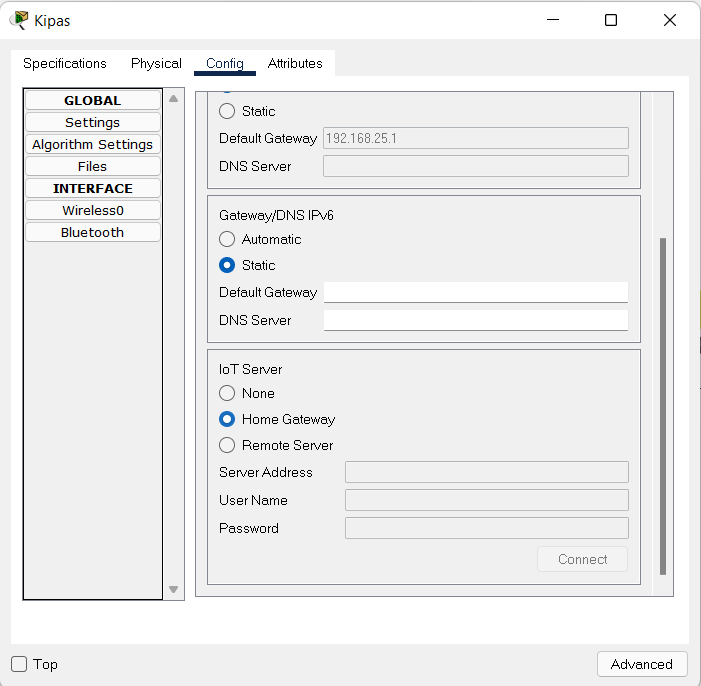 Kipas
Specifications Physical Config Attributes
GLOBAL
Settings
Algorithm Settings
Files
INTERFACE
Wireless0
Bluetooth
Static
Default Gateway 192.168.25.1
DNS Server
Gateway/DNS IPv6
Automatic
Static
Default Gateway
DNS Server
IoT Server
None
Home Gateway
Remote Server
Server Address
User Name
Password
Connect
Top Advanced